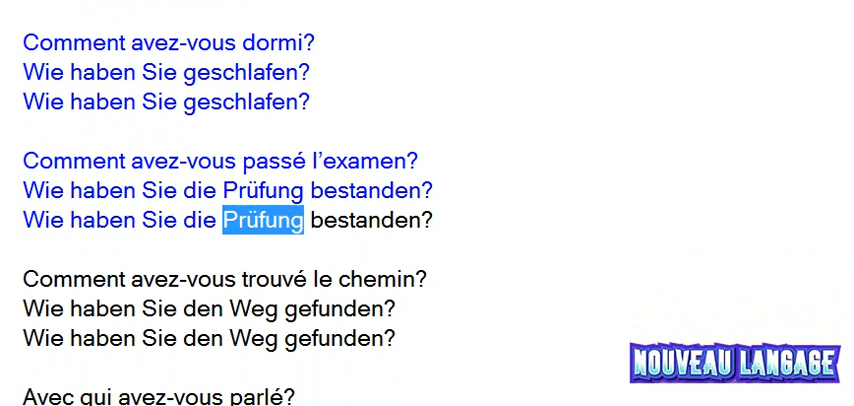 Comment avez-vous dormi?
Wie haben Sie geschlafen?
Wie haben Sie geschlafen?
Comment avez-vous passé l’examen?
Wie haben Sie die Prüfung bestanden?
Wie haben Sie die Prüfung bestanden?
Comment avez-vous trouvé le chemin?
Wie haben Sie den Weg gefunden?
Wie haben Sie den Weg gefunden?
NOUVEAU LANGAGE
Avec qui avez-vous parlé?